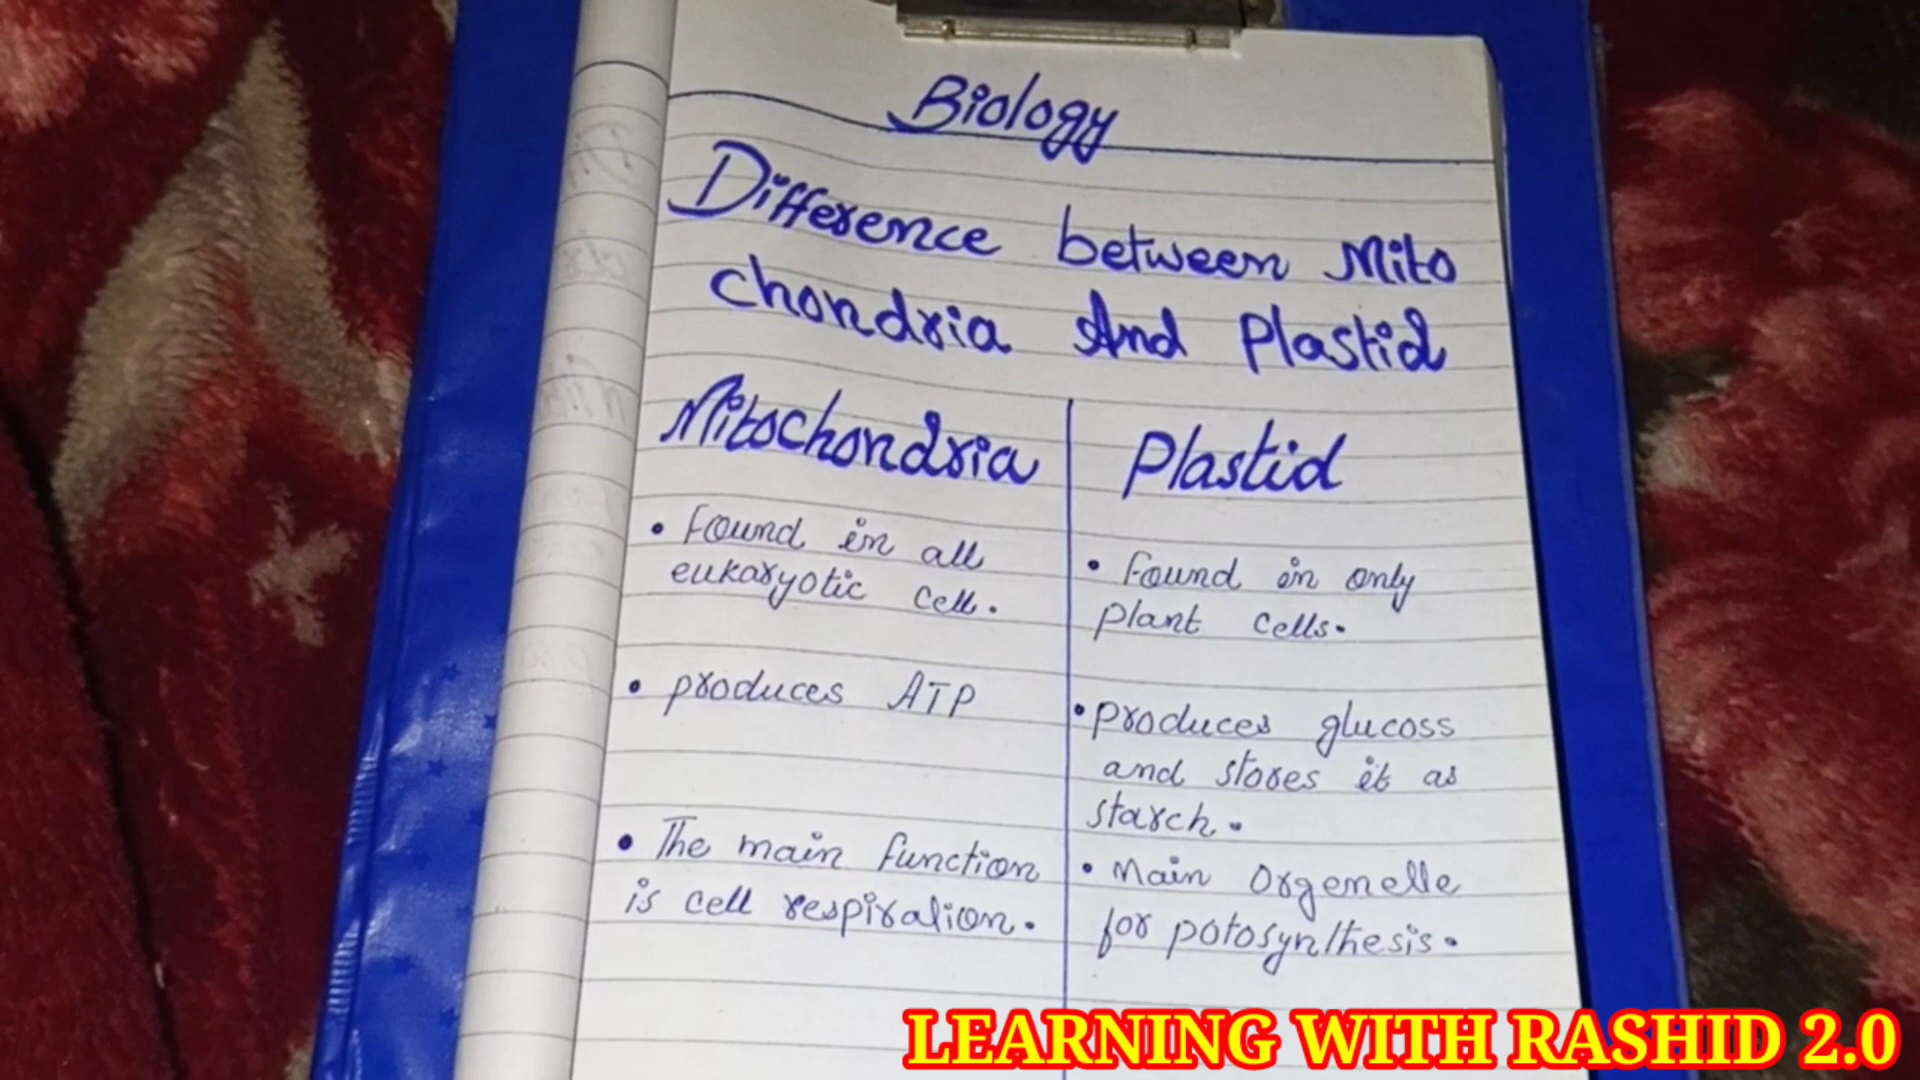 Biology
Difference between Mito
chondria And Plastid
Mitochondria
• Found in all
eukaryotic cell.
• produces ATP
• The main function
is cell respiration.
Plastid
• Found in only
plant cells.
• produces glucoss
and stores it as
starch.
• Main Orgenelle
for potosynthesis.
LEARNING WITH RASHID 2.0